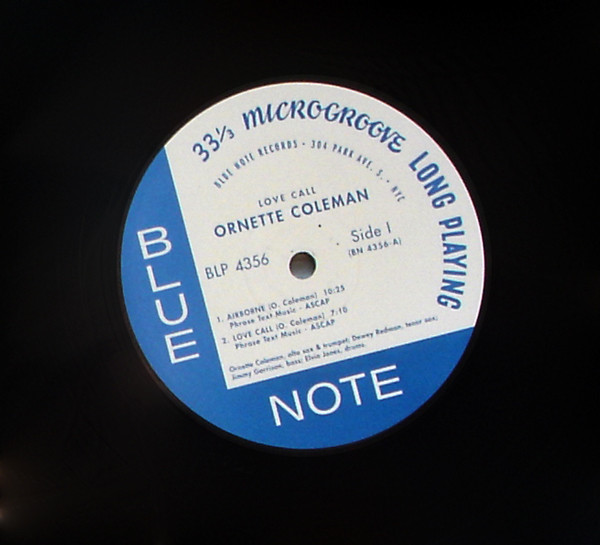 33 1/3 MICROGROOVE LONG PLAYING
BLUE NOTE RECORDS • 304 PARK AVE. S. • NYC
LOVE CALL
ORNETTE COLEMAN
BLP 4356
Side 1
(BN 4356-A)
1. AIRBORNE (O. Coleman) 10:25
Phrase Text Music - ASCAP
2. LOVE CALL (O. Coleman) 7:10
Phrase Text Music - ASCAP
Ornette Coleman, alto sax & trumpet; Dewey Redman, tenor sax;
Jimmy Garrison, bass; Elvin Jones, drums.
BLUE
NOTE